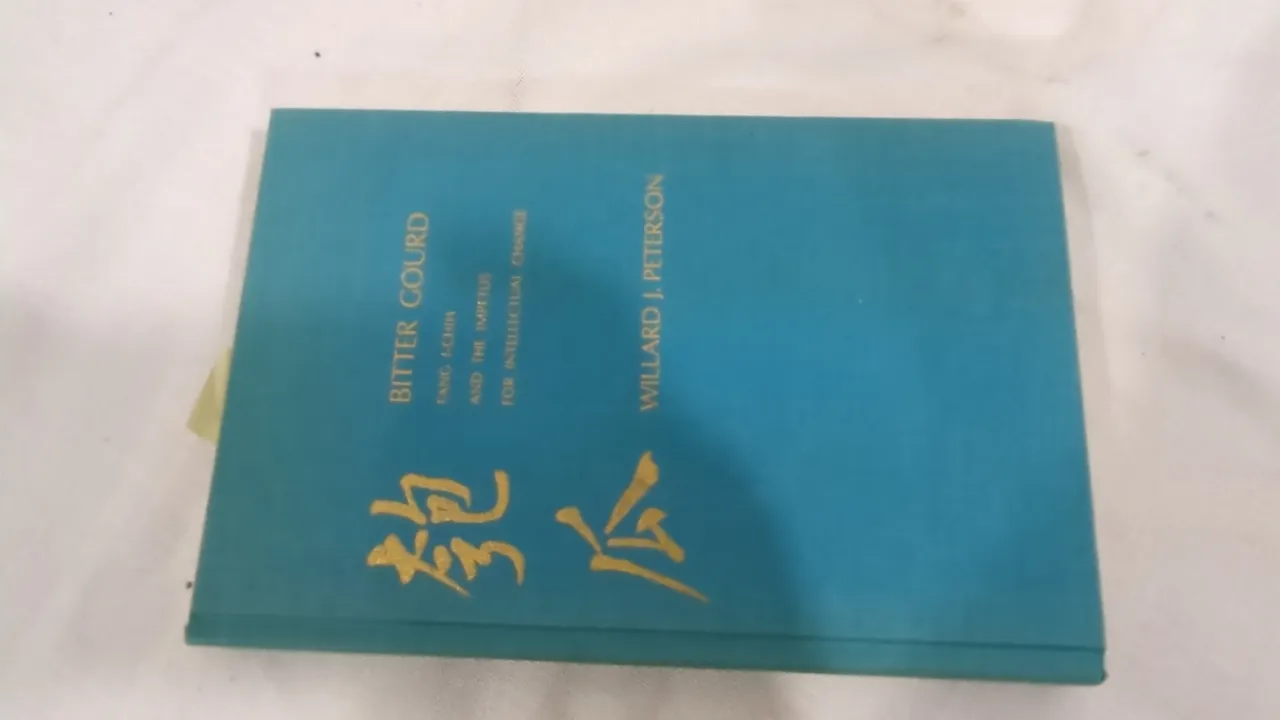 BITTER GOURD
FANG I-CHIH
AND THE IMPETUS
FOR INTELLECTUAL CHANGE
WILLARD J. PETERSON
匏
瓜